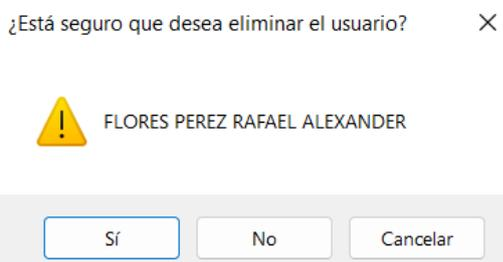 ¿Está seguro que desea eliminar el usuario?
FLORES PEREZ RAFAEL ALEXANDER
Sí
No
Cancelar